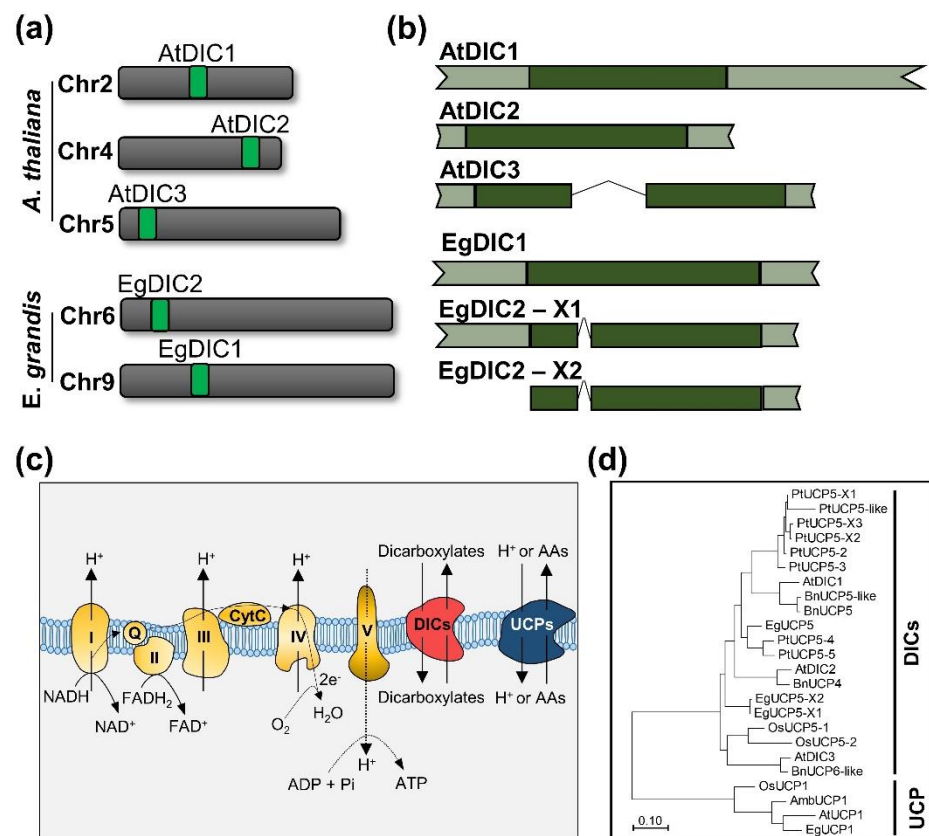 (a)
A. thaliana
AtDIC1
Chr2
AtDIC2
Chr4
AtDIC3
Chr5
E. grandis
EgDIC2
Chr6
EgDIC1
Chr9
(b)
AtDIC1
AtDIC2
AtDIC3
EgDIC1
EgDIC2 – X1
EgDIC2 – X2
(c)
H⁺
H⁺
H⁺
Dicarboxylates
H⁺ or AAs
I
Q
II
III
CytC
IV
V
DICs
UCPs
NADH
NAD⁺
FADH₂
FAD⁺
2e⁻
O₂
H₂O
H⁺
ADP + Pi
ATP
Dicarboxylates
H⁺ or AAs
(d)
PtUCP5-X1
PtUCP5-like
PtUCP5-X3
PtUCP5-X2
PtUCP5-2
PtUCP5-3
AtDIC1
BnUCP5-like
BnUCP5
EgUCP5
PtUCP5-4
PtUCP5-5
AtDIC2
BnUCP4
EgUCP5-X2
EgUCP5-X1
OsUCP5-1
OsUCP5-2
AtDIC3
BnUCP6-like
OsUCP1
AmbUCP1
AtUCP1
EgUCP1
DICs
UCP
0.10